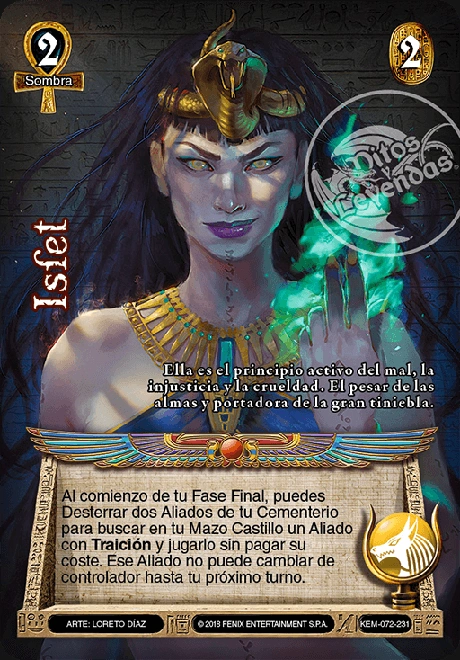 2
Sombra
2
Mitos
y
Leyendas
Isfet
Ella es el principio activo del mal, la
injusticia y la crueldad. El pesar de las
almas y portadora de la gran tiniebla.
Al comienzo de tu Fase Final, puedes
Desterrar dos Aliados de tu Cementerio
para buscar en tu Mazo Castillo un Aliado
con Traición y jugarlo sin pagar su
coste. Ese Aliado no puede cambiar de
controlador hasta tu próximo turno.
ARTE: LORETO DÍAZ
© 2018 FENIX ENTERTAINMENT S.P.A.
KEM-072-231